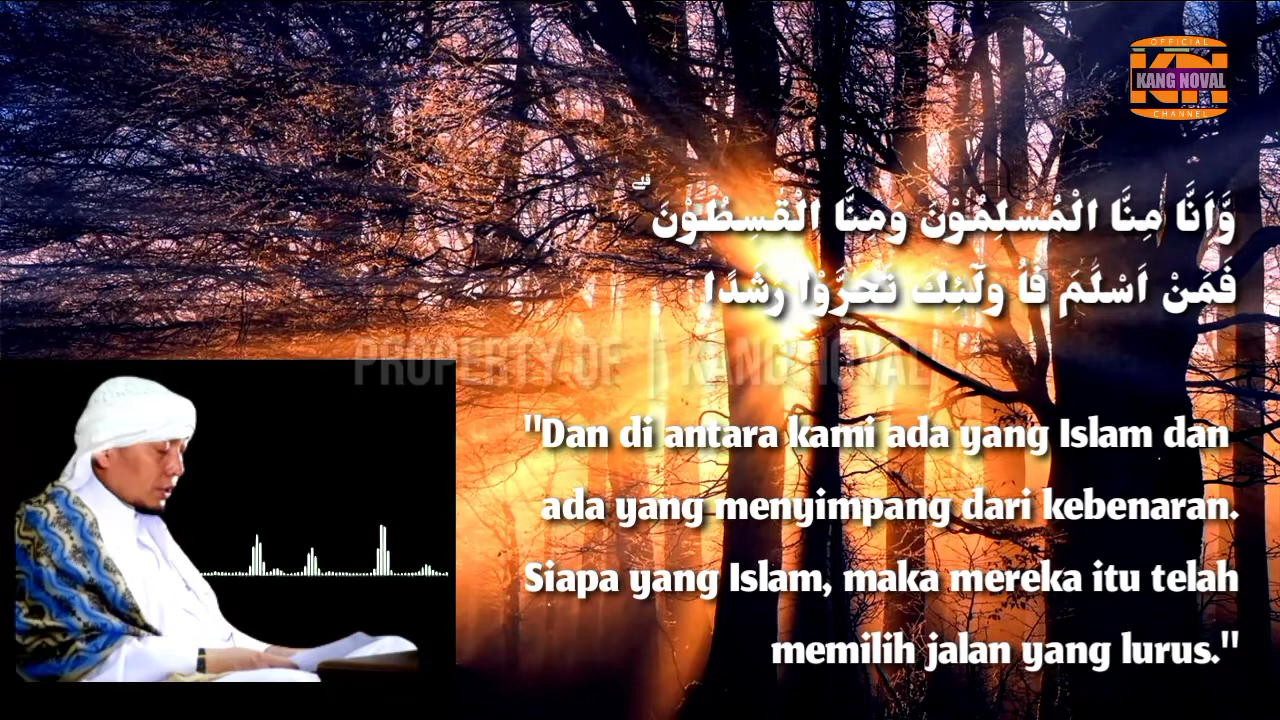 OFFICIAL
KN
KANG NOVAL
CHANNEL
وَّاَنَّا مِنَّا الْمُسْلِمُوْنَ وَمِنَّا الْقٰسِطُوْنَۗ
فَمَنْ اَسْلَمَ فَاُ ولٰۤىِٕكَ تَحَرَّوْا رَشَدًا
PROPERTY OF | KANG NOVAL
"Dan di antara kami ada yang Islam dan
ada yang menyimpang dari kebenaran.
Siapa yang Islam, maka mereka itu telah
memilih jalan yang lurus."